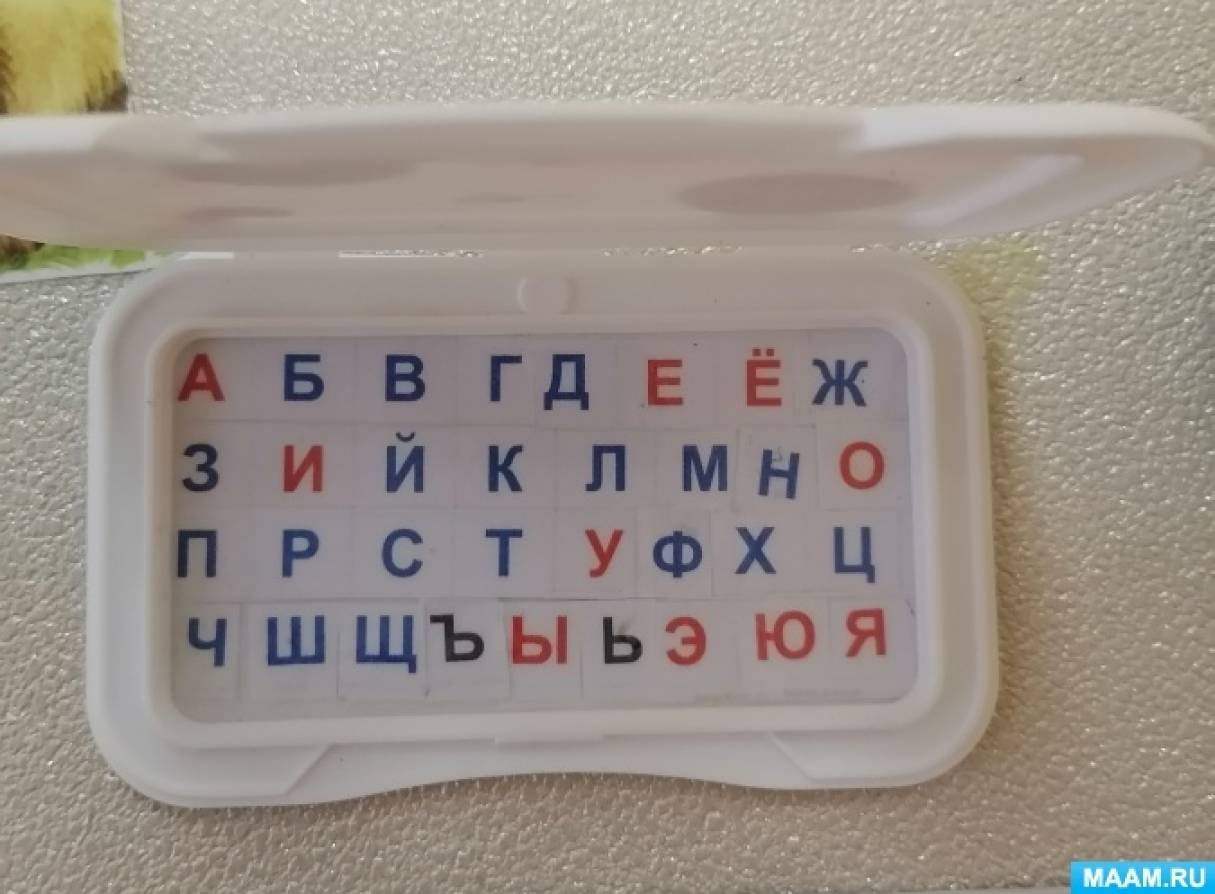 А Б В Г Д Е Ё Ж
З И Й К Л М Н О
П Р С Т У Ф Х Ц
Ч Ш Щ Ъ Ы Ь Э Ю Я
MAAM.RU